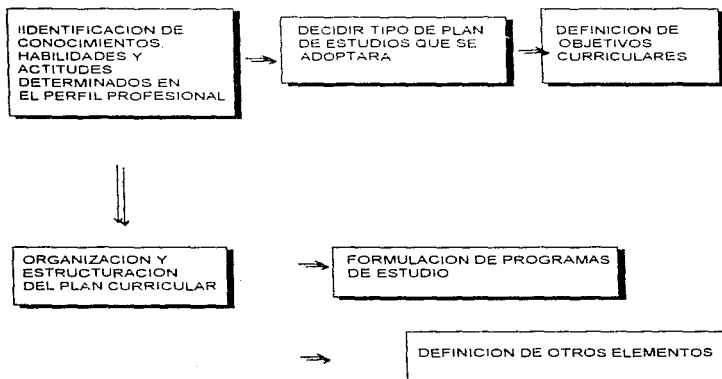 IIDENTIFICACION DE
CONOCIMIENTOS.
HABILIDADES Y
ACTITUDES
DETERMINADOS EN
EL PERFIL PROFESIONAL
DECIDIR TIPO DE PLAN
DE ESTUDIOS QUE SE
ADOPTARA
DEFINICION DE
OBJETIVOS
CURRICULARES
ORGANIZACION Y
ESTRUCTURACION
DEL PLAN CURRICULAR
FORMULACION DE PROGRAMAS
DE ESTUDIO
DEFINICION DE OTROS ELEMENTOS